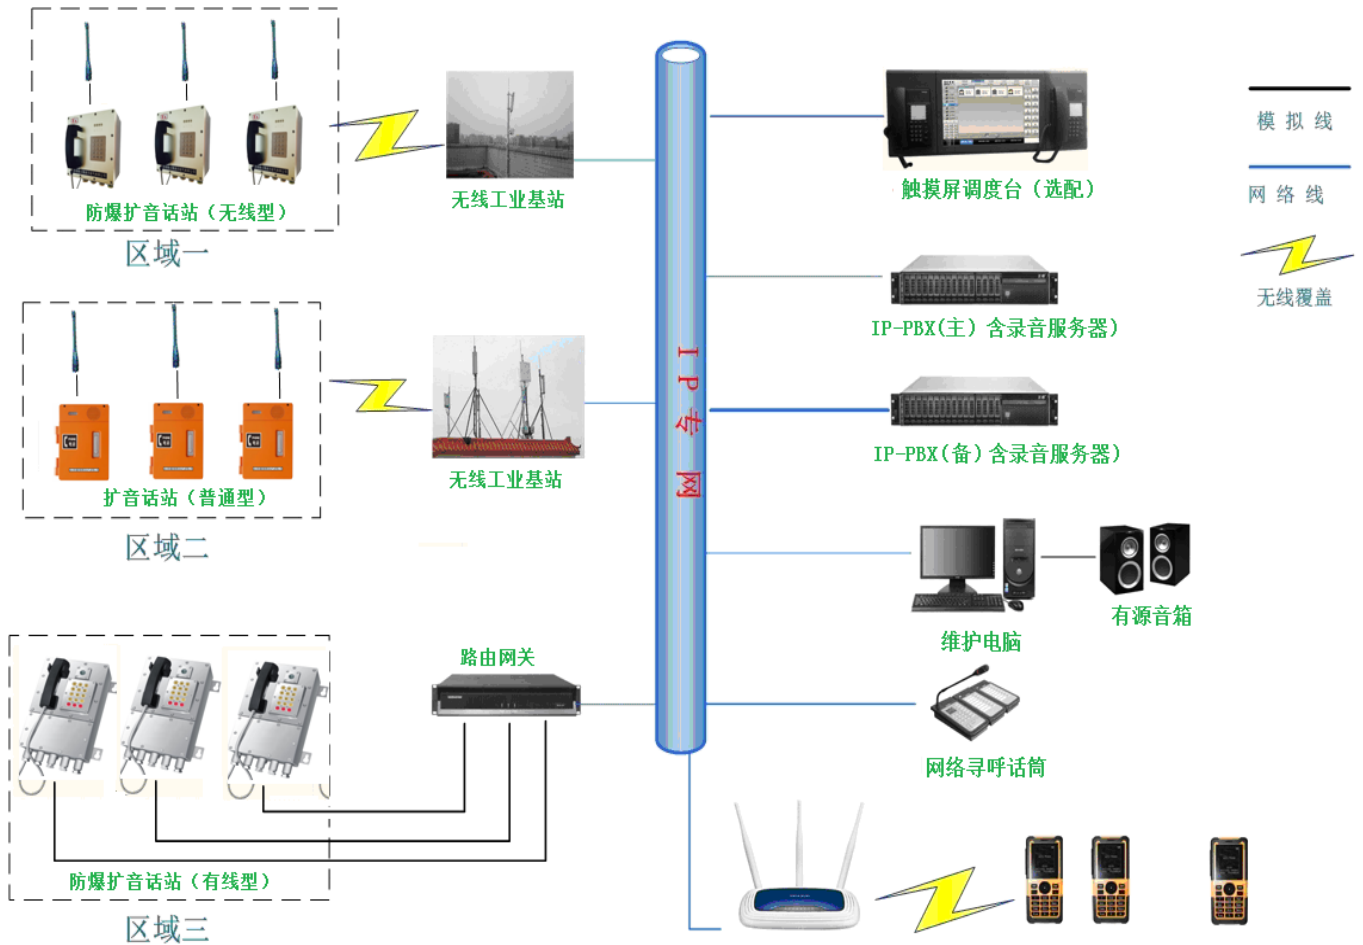 防爆扩音话站（无线型）
区域一
无线工业基站
扩音话站（普通型）
区域二
无线工业基站
路由网关
防爆扩音话站（有线型）
区域三
IP专网
触摸屏调度台（选配）
IP-PBX(主）含录音服务器）
IP-PBX(备）含录音服务器）
维护电脑
有源音箱
网络寻呼话筒
模 拟 线
网 络 线
无线覆盖